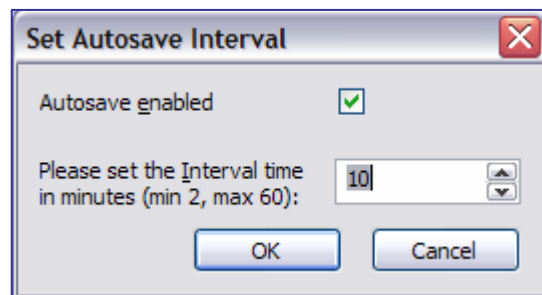 Set Autosave Interval
Autosave enabled
Please set the Interval time
in minutes (min 2, max 60):
10
OK
Cancel